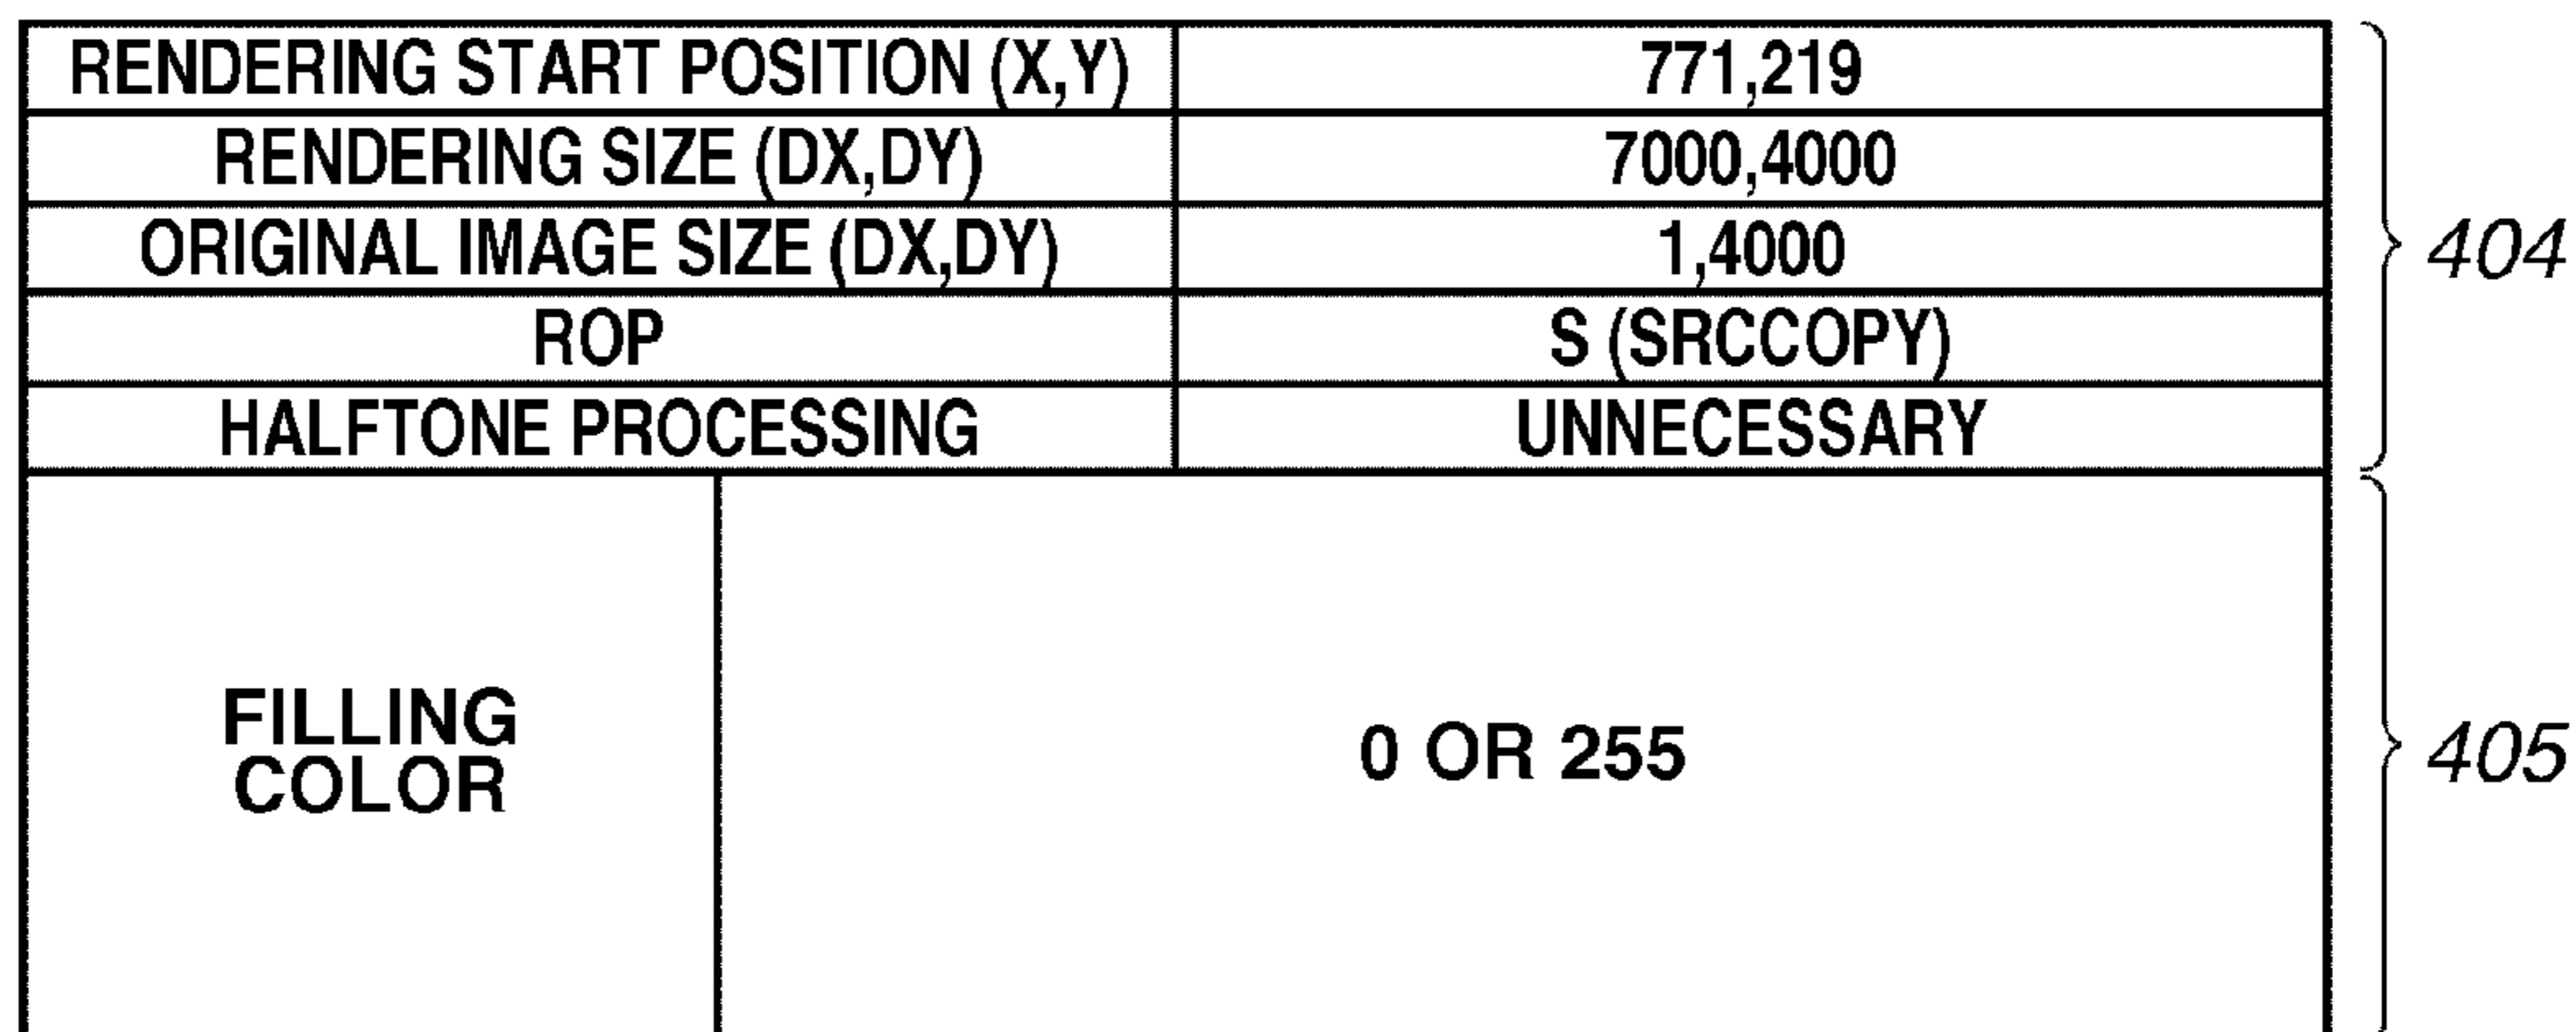 RENDERING START POSITION (X,Y) 771,219
RENDERING SIZE (DX,DY) 7000,4000
ORIGINAL IMAGE SIZE (DX,DY) 1,4000
404
ROP S (SRCCOPY)
HALFTONE PROCESSING UNNECESSARY
FILLING
COLOR
0 OR 255
405